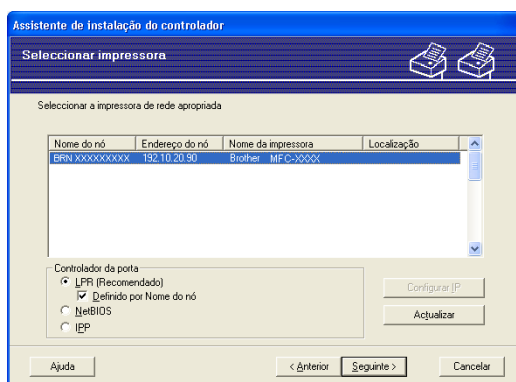 Assistente de instalação do controlador
Seleccionar impressora
Seleccionar a impressora de rede apropriada
Nome do nó Endereço do nó Nome da impressora Localização
BRN XXXXXXXXX 192.10.20.90 Brother MFC-XXXX
Controlador da porta
LPR (Recomendado)
Definido por Nome do nó
NetBIOS
IPP
Configurar IP
Actualizar
Ajuda < Anterior Seguinte > Cancelar